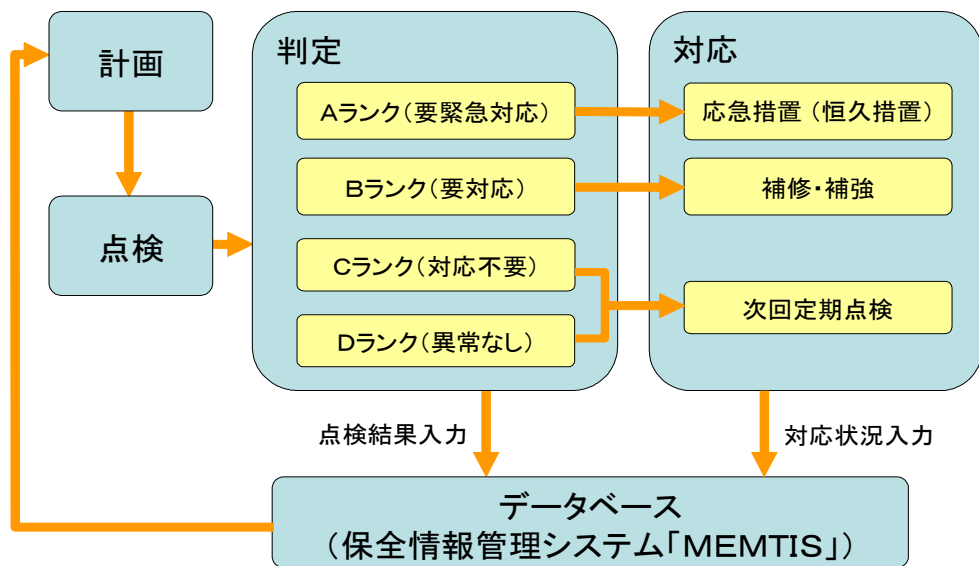 計画
点検
判定
Aランク(要緊急対応)
Bランク(要対応)
Cランク(対応不要)
Dランク(異常なし)
対応
応急措置 (恒久措置)
補修・補強
次回定期点検
点検結果入力
対応状況入力
データベース
(保全情報管理システム「MEMTIS」)